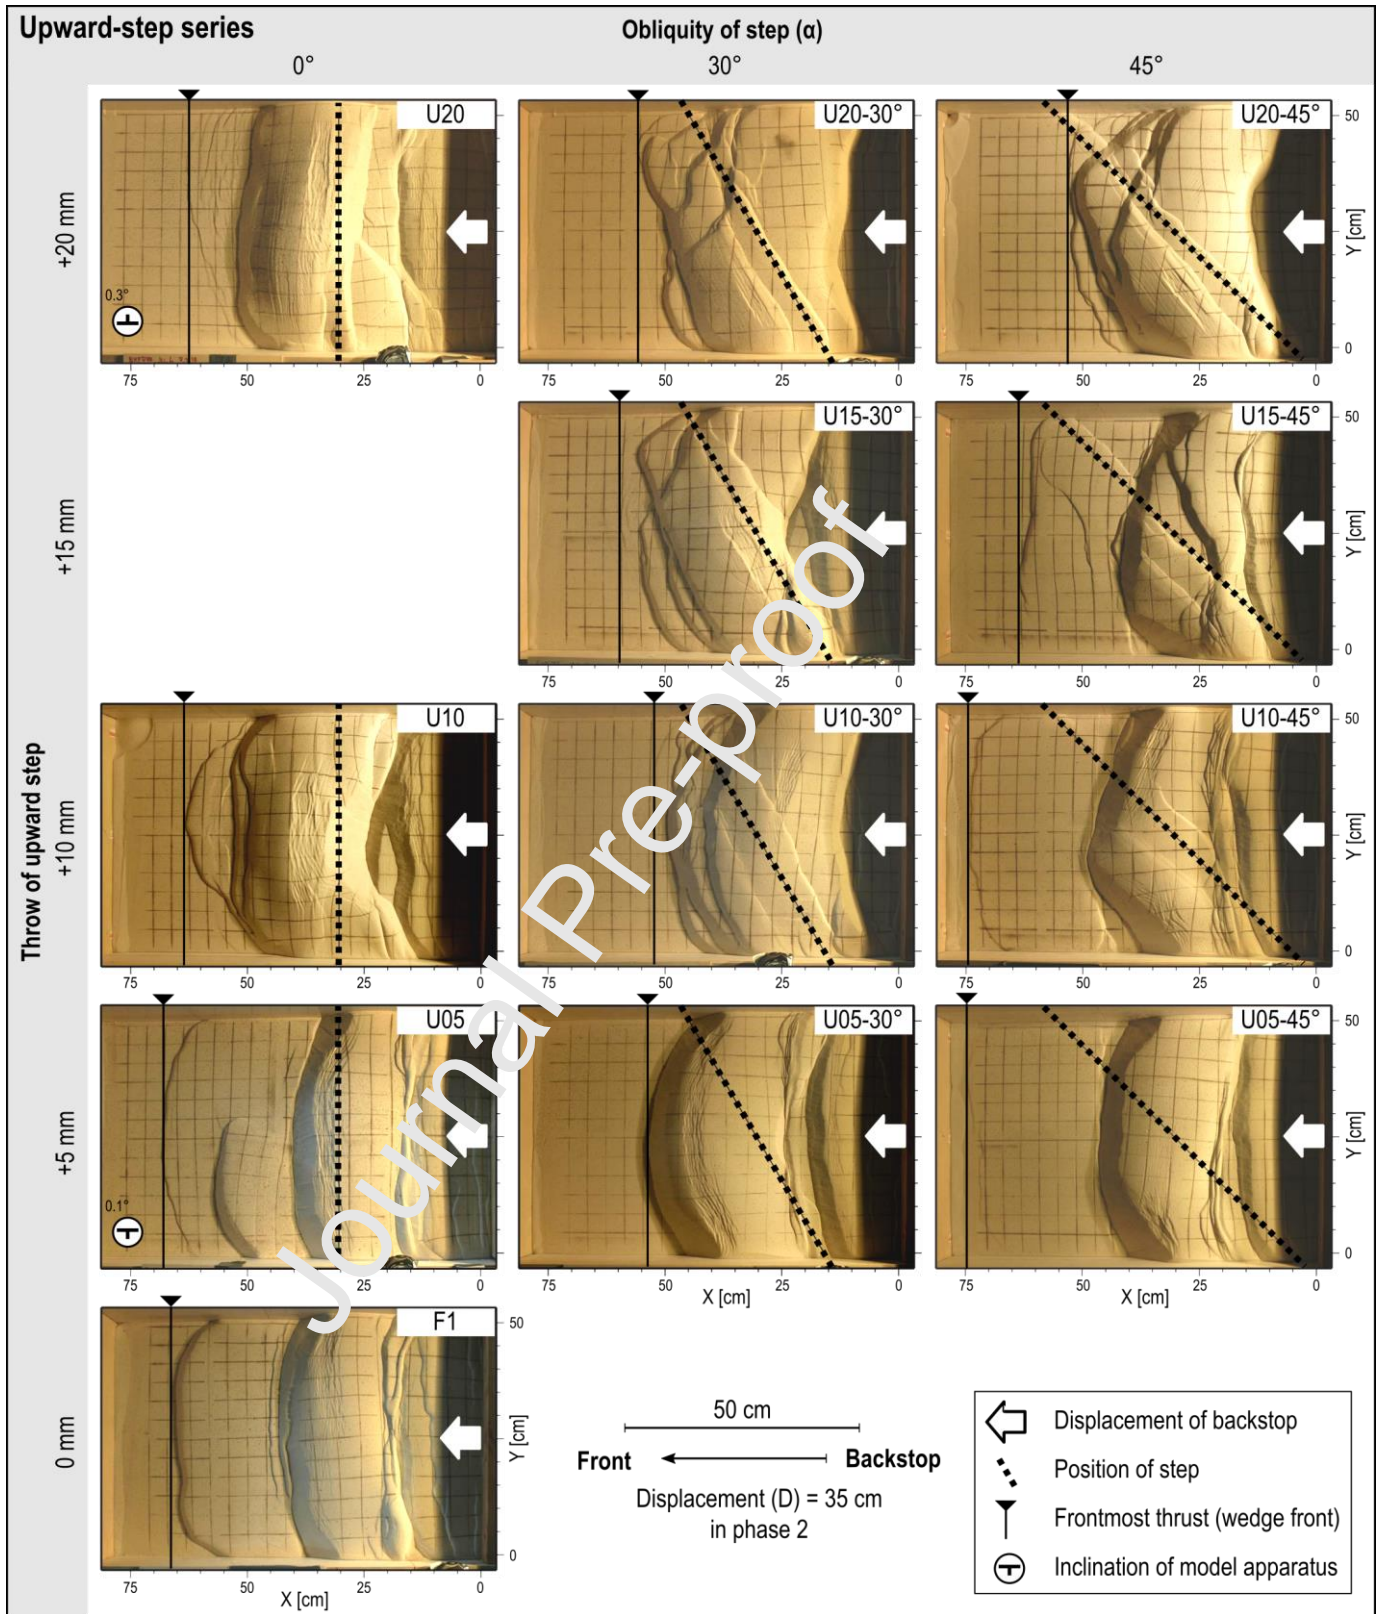 Upward-step series
Obliquity of step (α)
0°
30°
45°
Throw of upward step
+20 mm
U20
0.3°
75 50 25 0
U20-30°
75 50 25 0
U20-45°
50
Y [cm]
0
75 50 25 0
+15 mm
U15-30°
75 50 25 0
U15-45°
50
Y [cm]
0
75 50 25 0
+10 mm
U10
75 50 25 0
U10-30°
75 50 25 0
U10-45°
50
Y [cm]
0
75 50 25 0
+5 mm
U05
0.1°
75 50 25 0
U05-30°
75 50 25 0
X [cm]
U05-45°
50
Y [cm]
0
75 50 25 0
X [cm]
0 mm
F1
50
Y [cm]
0
75 50 25 0
X [cm]
50 cm
Front
Backstop
Displacement (D) = 35 cm
in phase 2
Displacement of backstop
Position of step
Frontmost thrust (wedge front)
Inclination of model apparatus
Journal Pre-proof